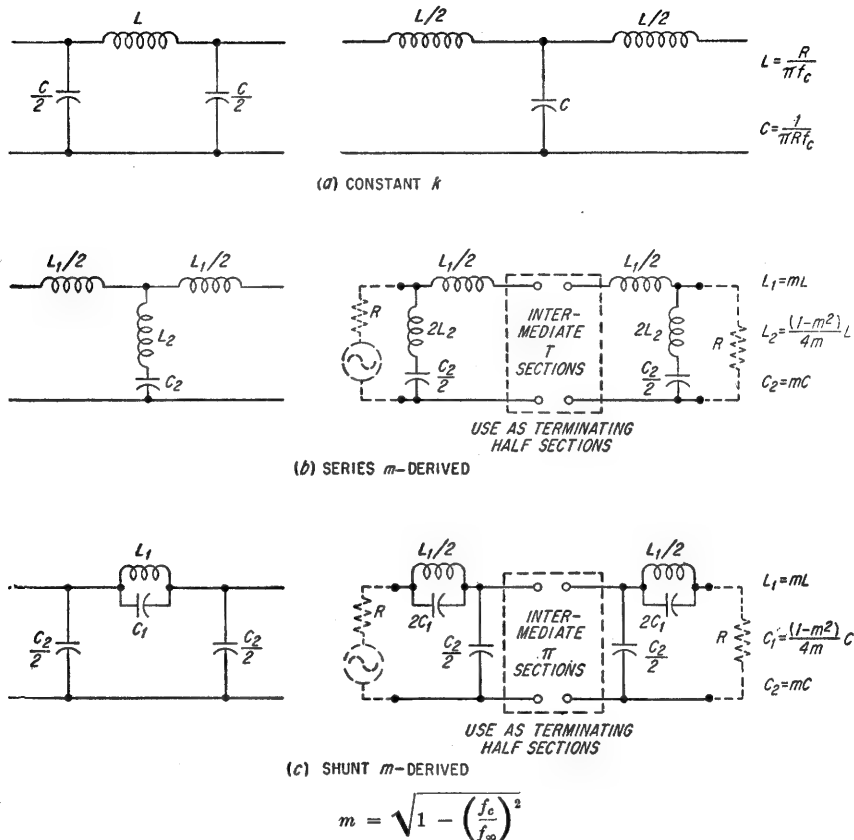 L
C/2
C/2
L/2
L/2
C
L = R/πf_c
C = 1/πRf_c
(a) CONSTANT k
L₁/2
L₁/2
L₂
C₂
R
L₁/2
2L₂
C₂/2
INTER-
MEDIATE
T
SECTIONS
L₁/2
2L₂
C₂/2
R
L₁=mL
L₂=(1-m²)/4m L
C₂=mC
USE AS TERMINATING
HALF SECTIONS
(b) SERIES m-DERIVED
L₁
C₁
C₂/2
C₂/2
R
L₁/2
2C₁
C₂/2
INTER-
MEDIATE
π
SECTIONS
L₁/2
2C₁
C₂/2
R
L₁=mL
C₁=(1-m²)/4m C
C₂=mC
USE AS TERMINATING
HALF SECTIONS
(c) SHUNT m-DERIVED
m = √1 − (f_c/f_∞)²